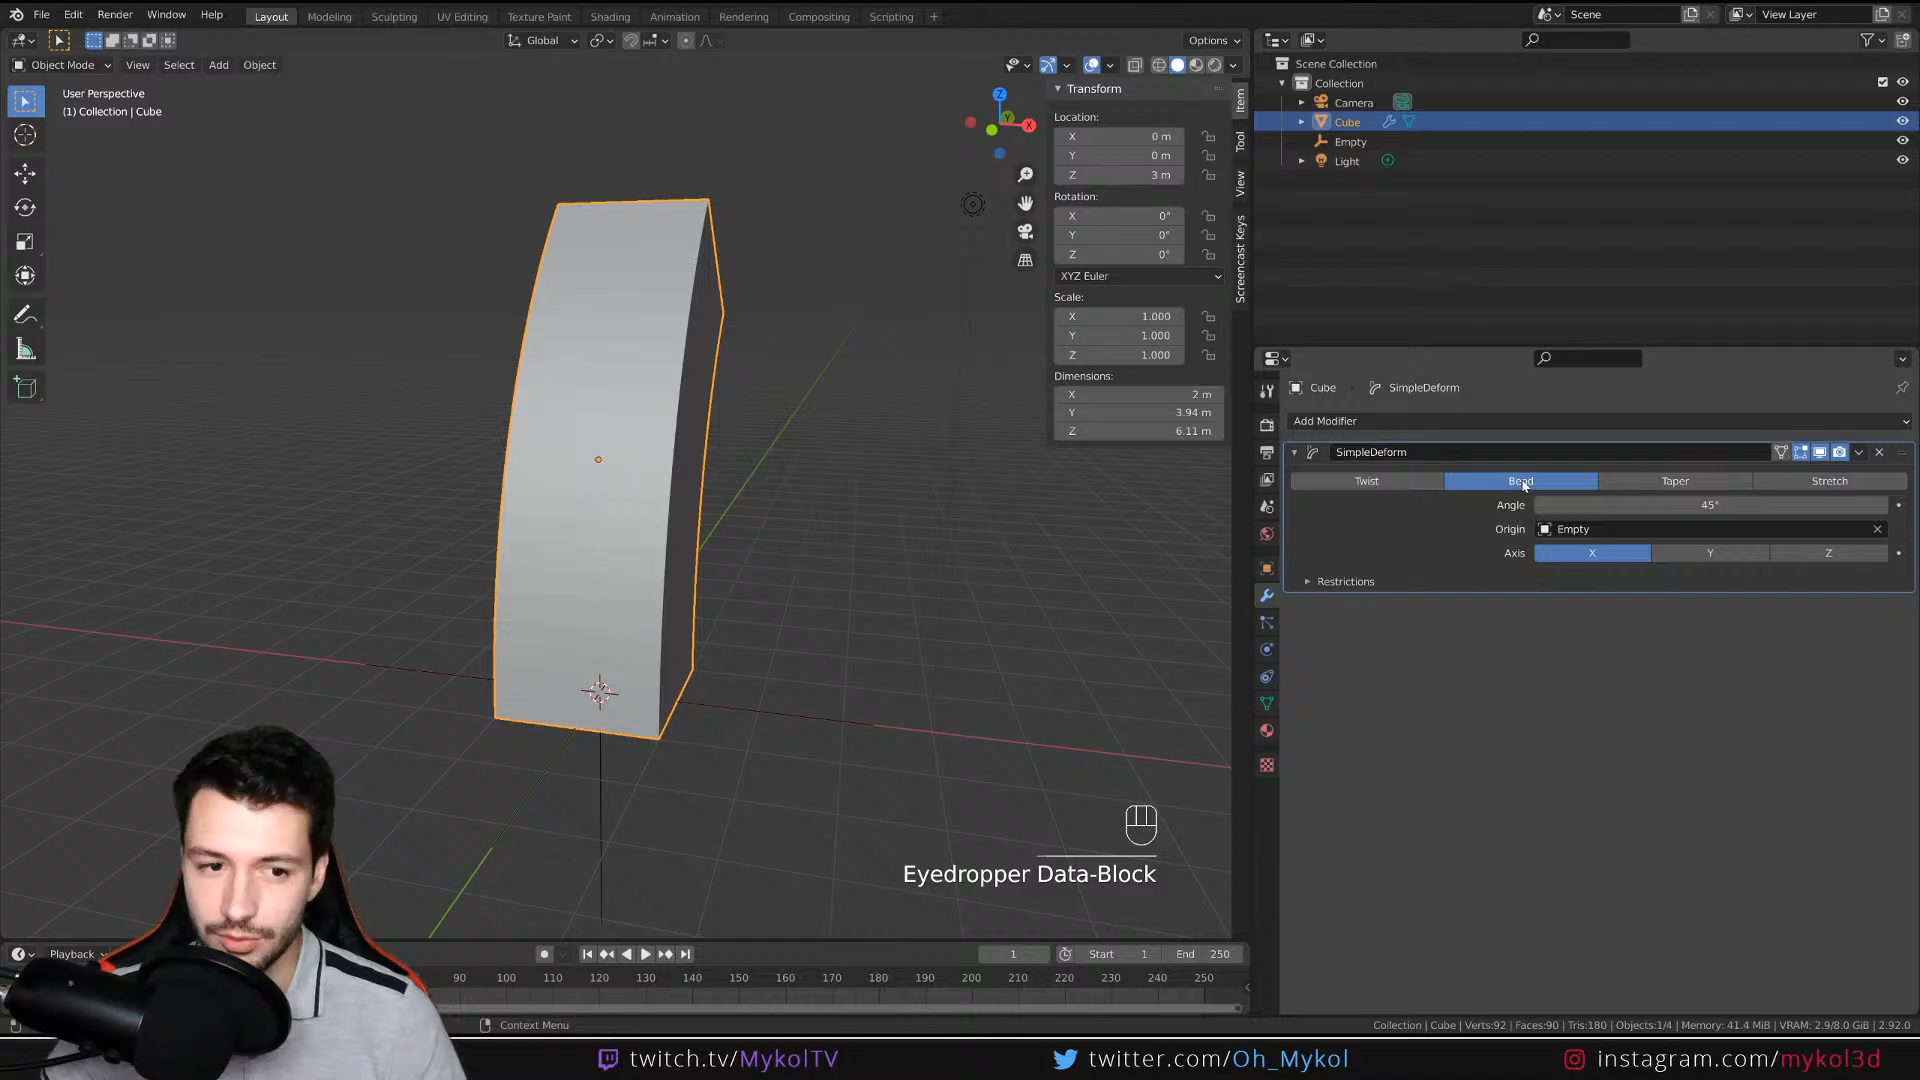 File Edit Render Window Help Layout Modeling Sculpting UV Editing Texture Paint Shading Animation Rendering Compositing Scripting + Scene View Layer
Global Options
Object Mode View Select Add Object
User Perspective
(1) Collection | Cube
Z
Y
X
Transform
Location:
X 0 m
Y 0 m
Z 3 m
Rotation:
X 0°
Y 0°
Z 0°
XYZ Euler
Scale:
X 1.000
Y 1.000
Z 1.000
Dimensions:
X 2 m
Y 3.94 m
Z 6.11 m
Item
Tool
View
Screencast Keys
Scene Collection
Collection
Camera
Cube
Empty
Light
Cube SimpleDeform
Add Modifier
SimpleDeform
Twist Bend Taper Stretch
Angle 45°
Origin Empty
Axis X Y Z
Restrictions
Eyedropper Data-Block
Playback 1 Start 1 End 250
90 100 110 120 130 140 150 160 170 180 190 200 210 220 230 240 250
Context Menu
Collection | Cube | Verts:92 | Faces:90 | Tris:180 | Objects:1/4 | Memory: 41.4 MiB | VRAM: 2.9/8.0 GiB | 2.92.0
twitch.tv/MykolTV twitter.com/Oh_Mykol instagram.com/mykol3d